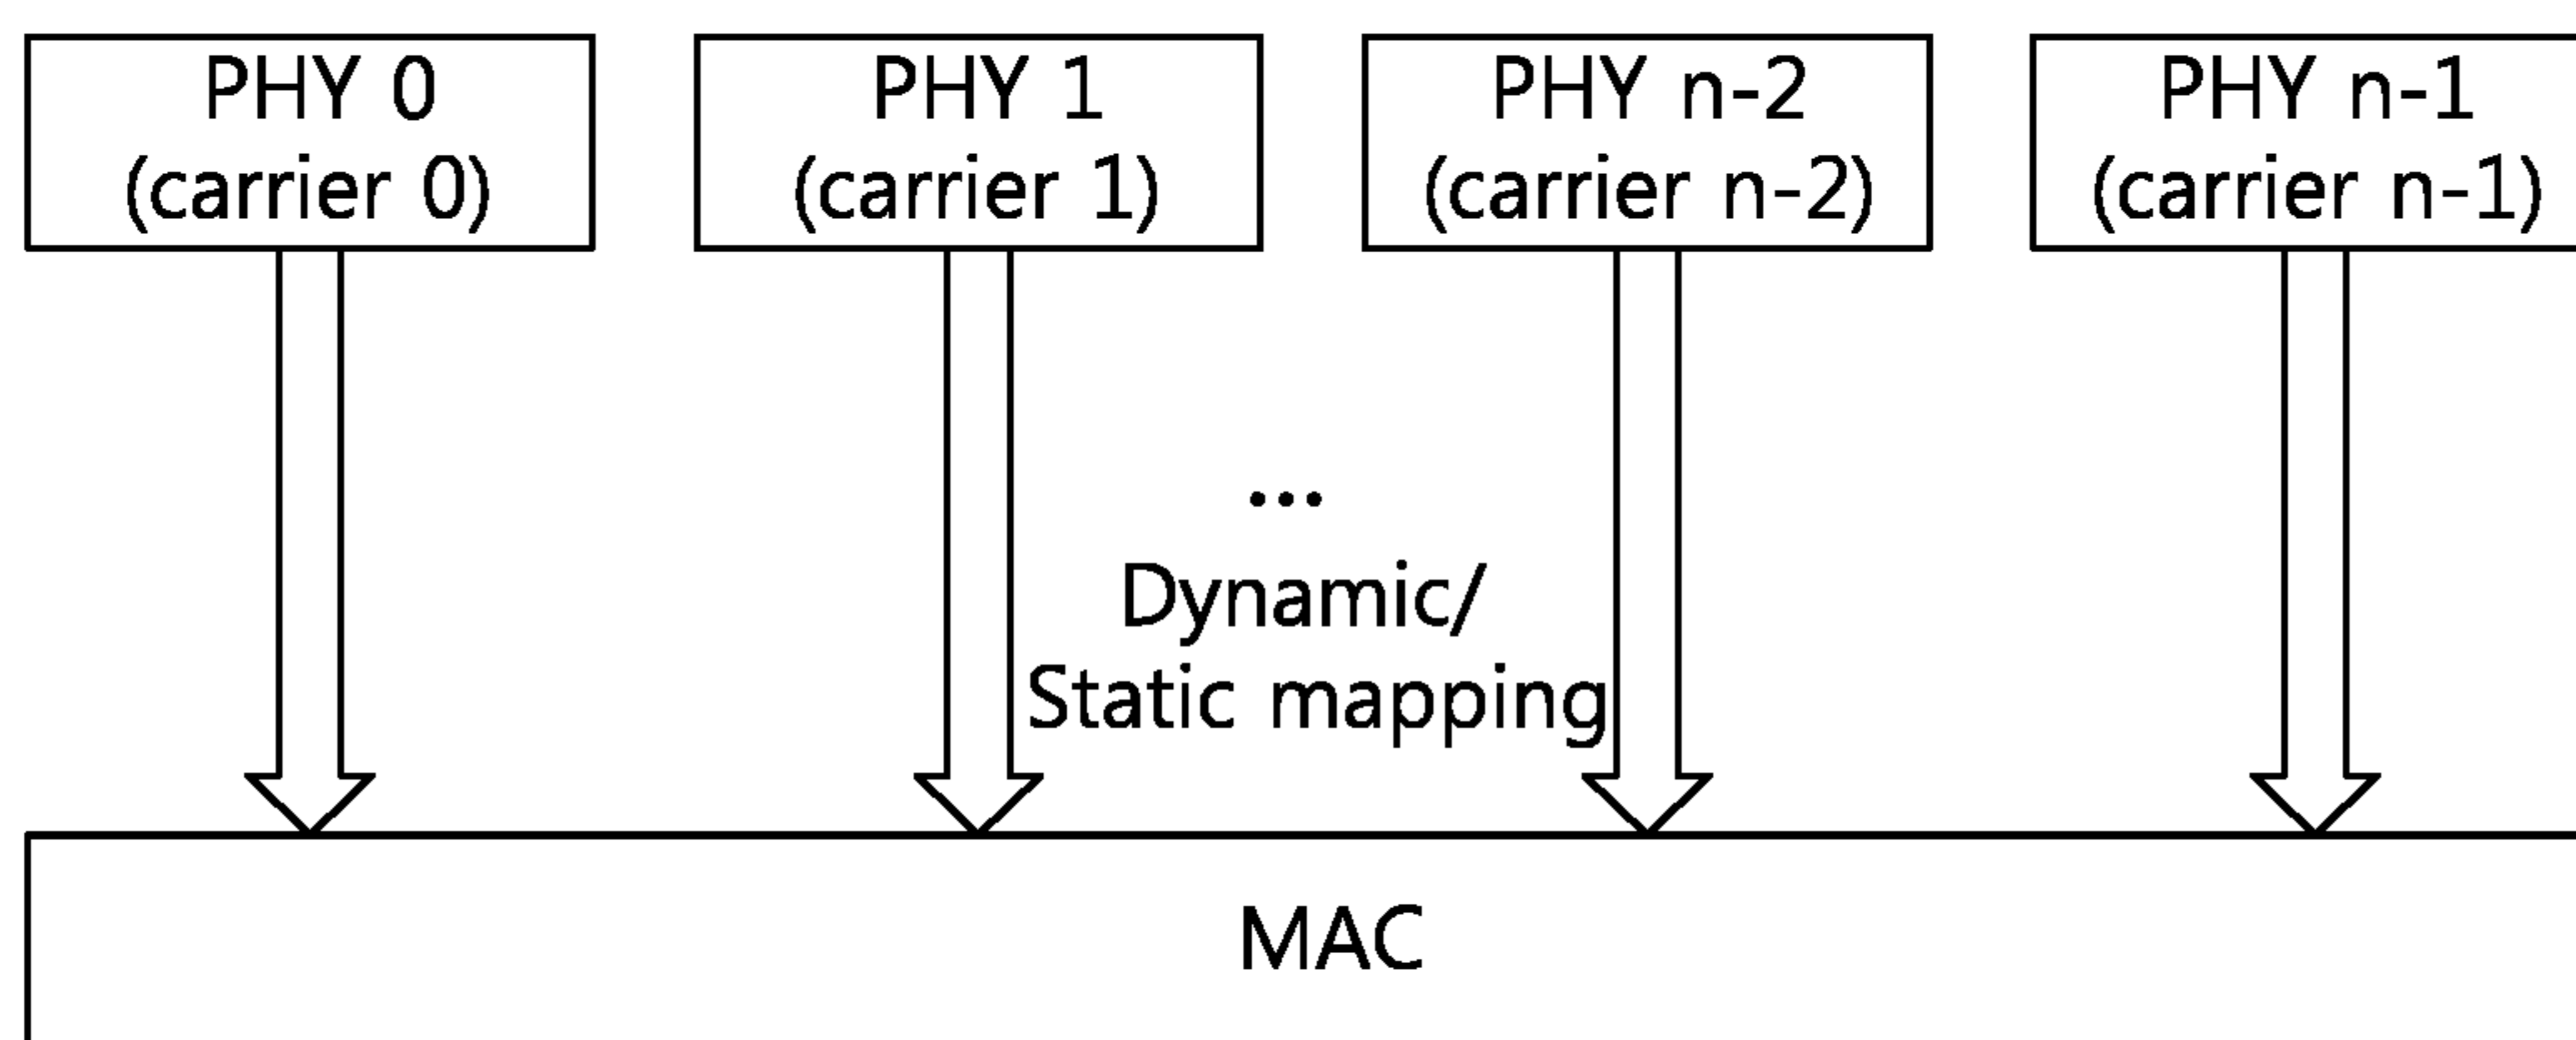 PHY 0
(carrier 0)
PHY 1
(carrier 1)
PHY n-2
(carrier n-2)
PHY n-1
(carrier n-1)
...
Dynamic/
Static mapping
MAC